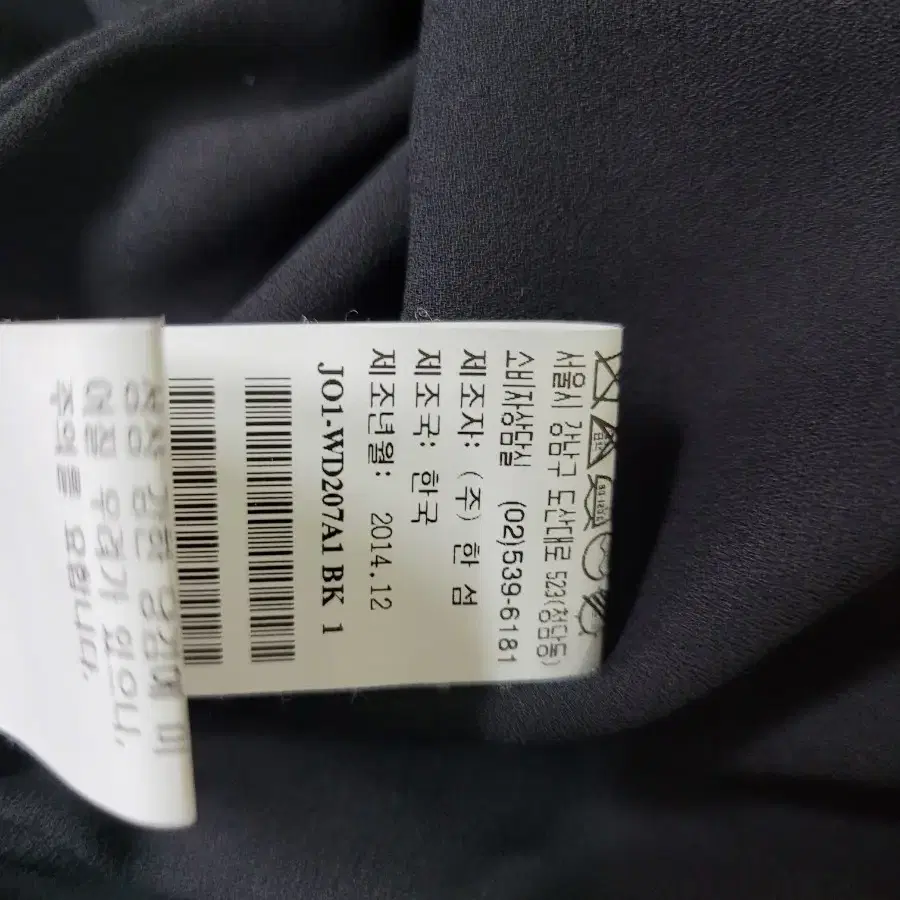 서울시 강남구 도산대로 523(청담동)
소비자상담실 (02)539-6181
제조자: (주) 한 섬
제조국: 한국
제조년월: 2014.12
JO1-WD207A1 BK 1
우려가 있으니,
주의를 요합니다.